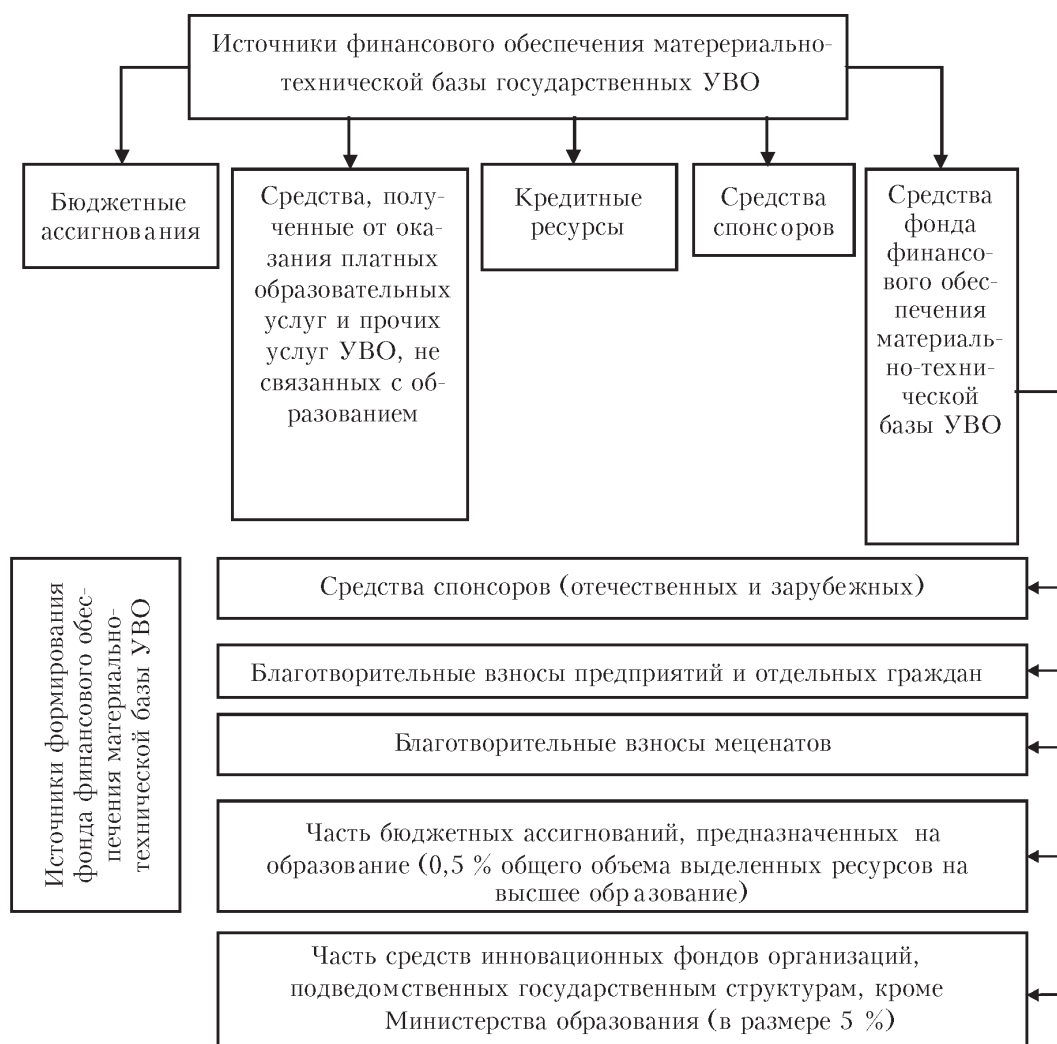 Источники финансового обеспечения матерериально-
технической базы государственных УВО
Бюджетные
ассигнования
Средства, полу-
ченные от ока-
зания платных
образовательных
услуг и прочих
услуг УВО, не
связанных с об-
разованием
Кредитные
ресурсы
Средства
спонсоров
Средства
фонда
финансо-
вого обес-
печения
материаль-
но-техни-
ческой
базы УВО
Источники формирования
фонда финансового обес-
печения материально-
технической базы УВО
Средства спонсоров (отечественных и зарубежных)
Благотворительные взносы предприятий и отдельных граждан
Благотворительные взносы меценатов
Часть бюджетных ассигнований, предназначенных на
образование (0,5 % общего объема выделенных ресурсов на
высшее образование)
Часть средств инновационных фондов организаций,
подведомственных государственным структурам, кроме
Министерства образования (в размере 5 %)